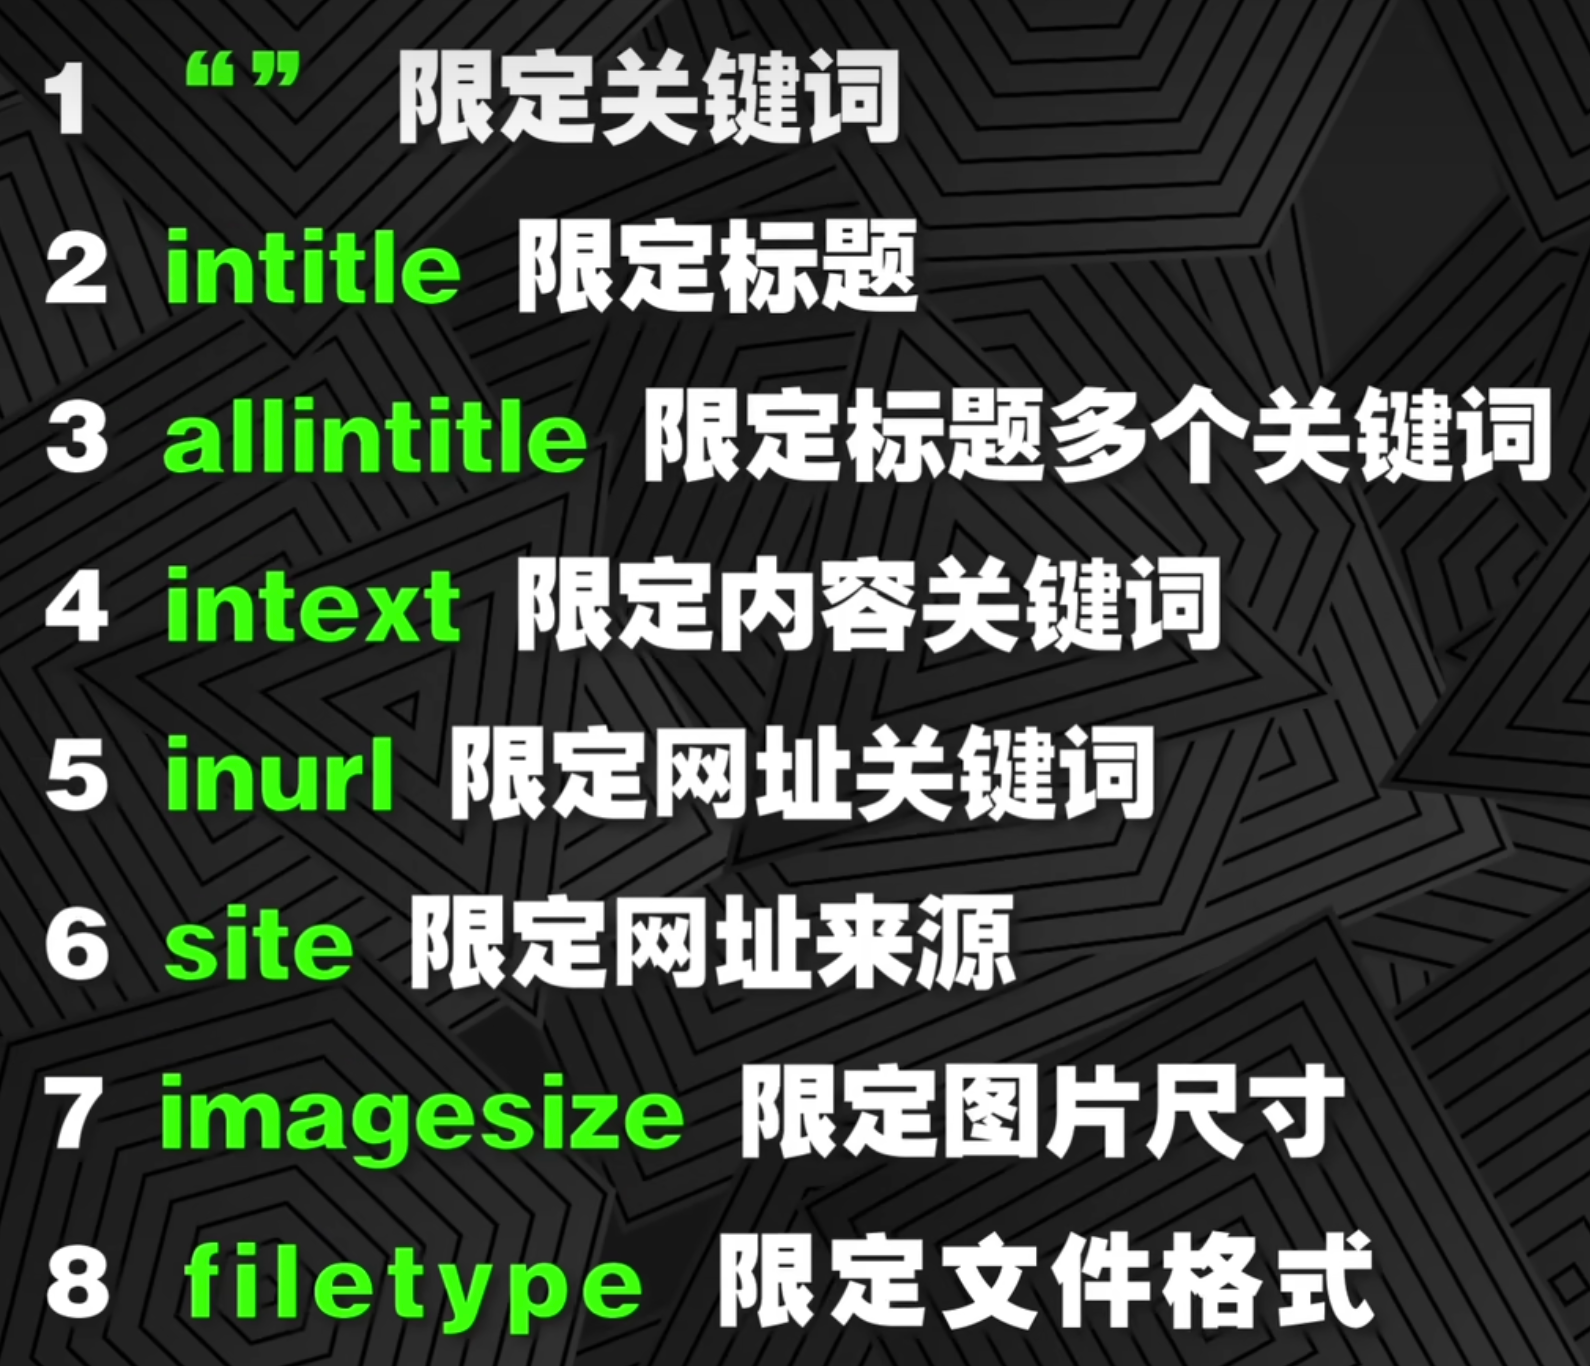 1 “” 限定关键词
2 intitle 限定标题
3 allintitle 限定标题多个关键词
4 intext 限定内容关键词
5 inurl 限定网址关键词
6 site 限定网址来源
7 imagesize 限定图片尺寸
8 filetype 限定文件格式